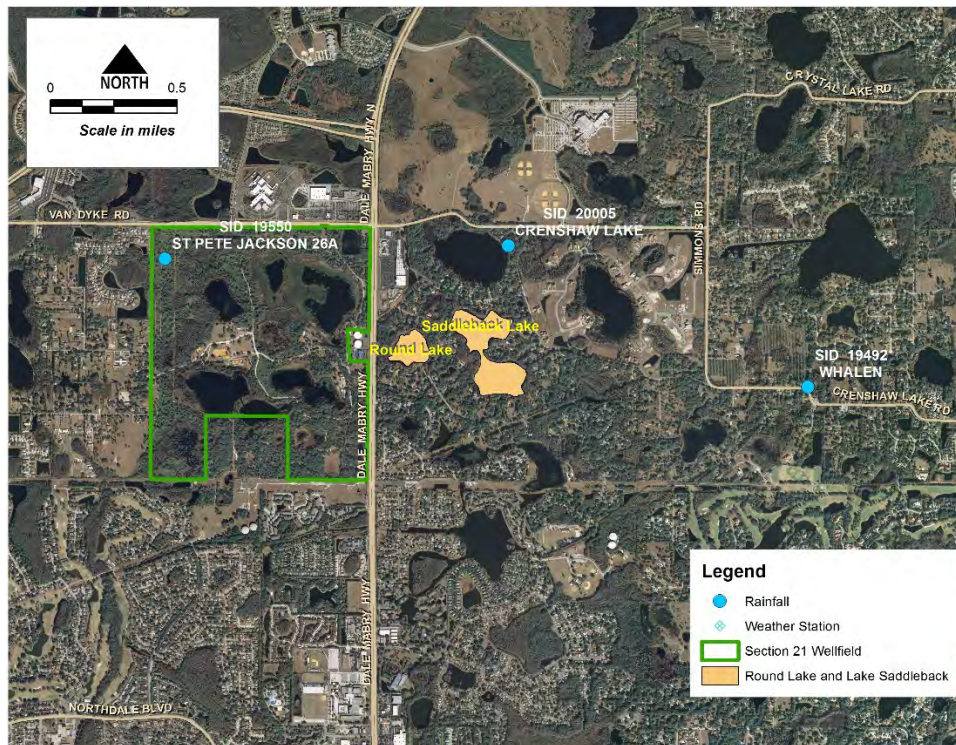 NORTH
0 0.5
Scale in miles
DALE MABRY HWY N
CRYSTAL LAKE RD
VAN DYKE RD
SID 19550
ST PETE JACKSON 26A
SID 20005
CRENSHAW LAKE
SIMMONS RD
Saddleback Lake
Round Lake
SID 19492
WHALEN
CRENSHAW LAKE RD
DALE MABRY HWY
DALE MABRY HWY
NORTHDALE BLVD
Legend
Rainfall
Weather Station
Section 21 Wellfield
Round Lake and Lake Saddleback